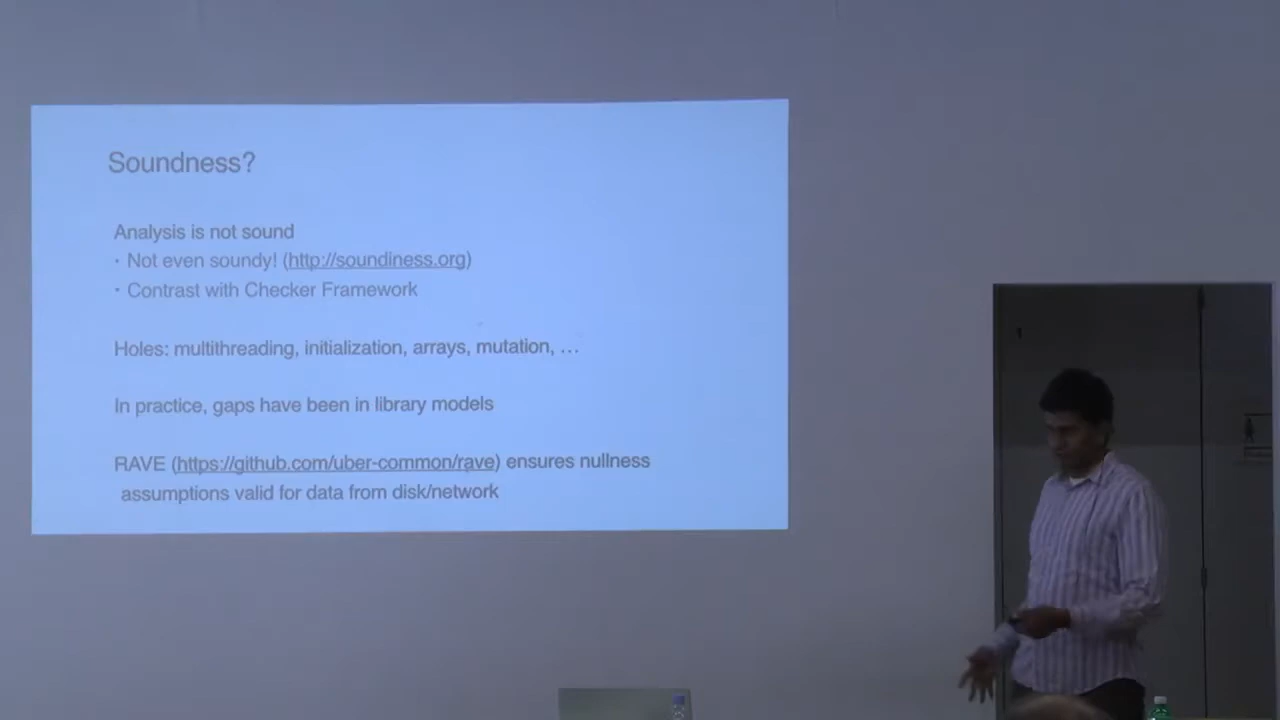 Soundness?
Analysis is not sound
· Not even soundy! (http://soundiness.org)
· Contrast with Checker Framework
Holes: multithreading, initialization, arrays, mutation, …
In practice, gaps have been in library models
RAVE (https://github.com/uber-common/rave) ensures nullness
assumptions valid for data from disk/network